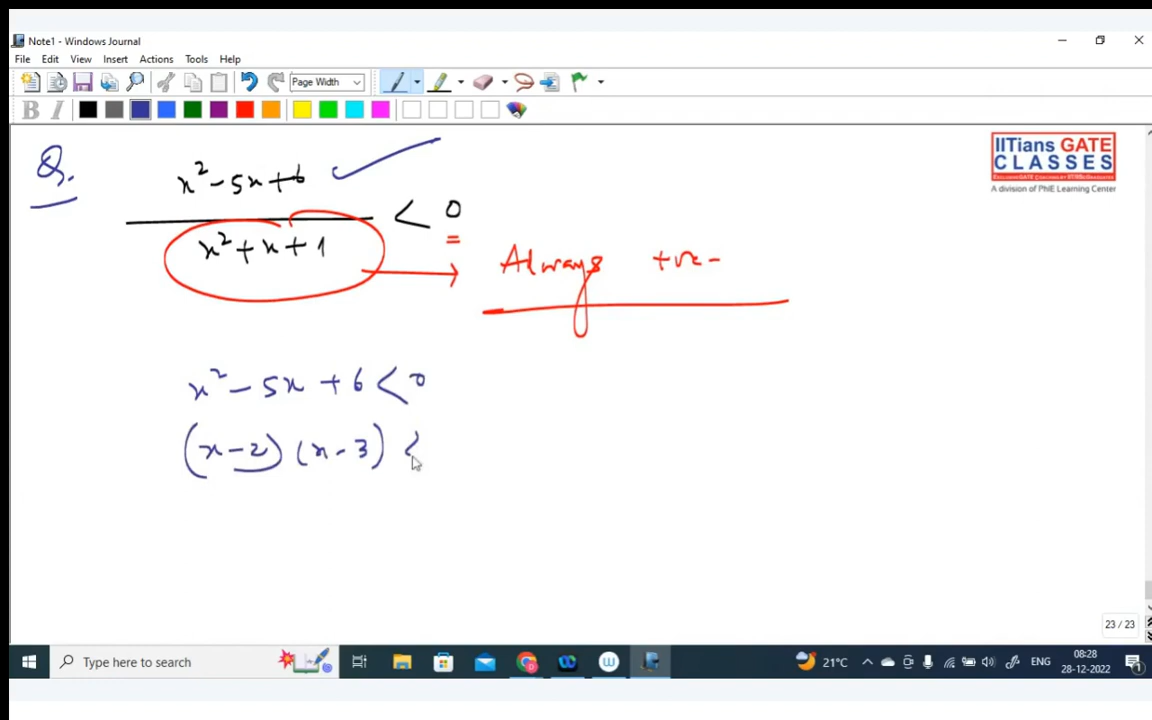 Note1 - Windows Journal
File Edit View Insert Actions Tools Help
Page Width
B I
Q.
x² - 5x + 6
x² + x + 1
< 0
Always +ve
IITians GATE
CLASSES
A division of PhIE Learning Center
x² - 5x + 6 < 0
(x - 2) (x - 3) <
23 / 23
Type here to search
21°C
ENG
08:28
28-12-2022
1